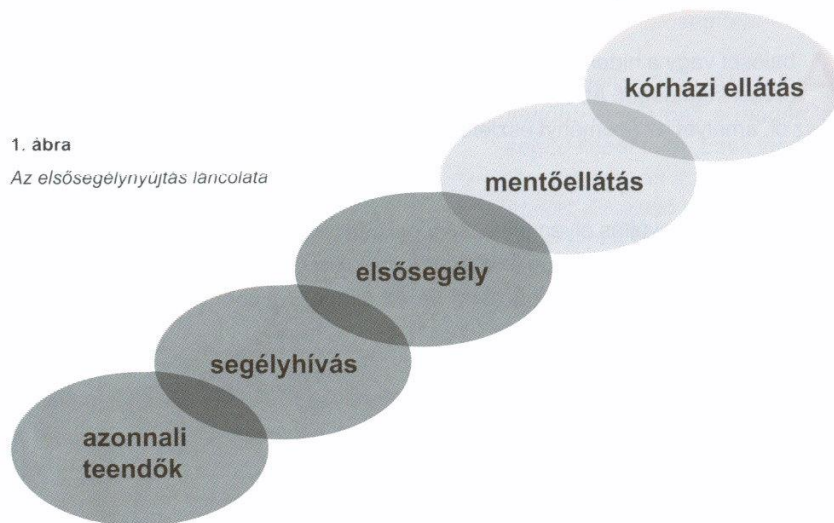 kórházi ellátás
1. ábra
Az elsősegélynyújtás láncolata
mentőellátás
elsősegély
segélyhívás
azonnali
teendők